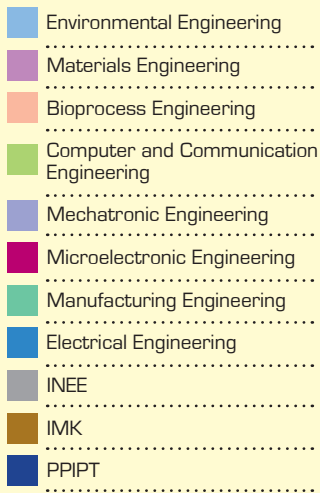 Environmental Engineering
Materials Engineering
Bioprocess Engineering
Computer and Communication
Engineering
Mechatronic Engineering
Microelectronic Engineering
Manufacturing Engineering
Electrical Engineering
INEE
IMK
PPIPT